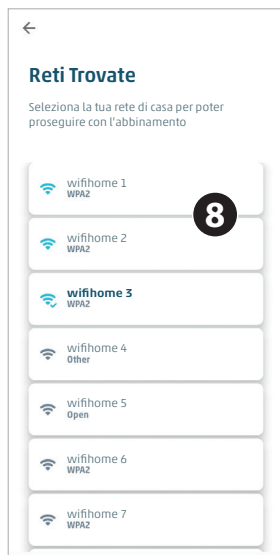 Reti Trovate
Seleziona la tua rete di casa per poter
proseguire con l'abbinamento
wifihome 1
WPA2
8
wifihome 2
WPA2
wifihome 3
WPA2
wifihome 4
Other
wifihome 5
Open
wifihome 6
WPA2
wifihome 7
WPA2